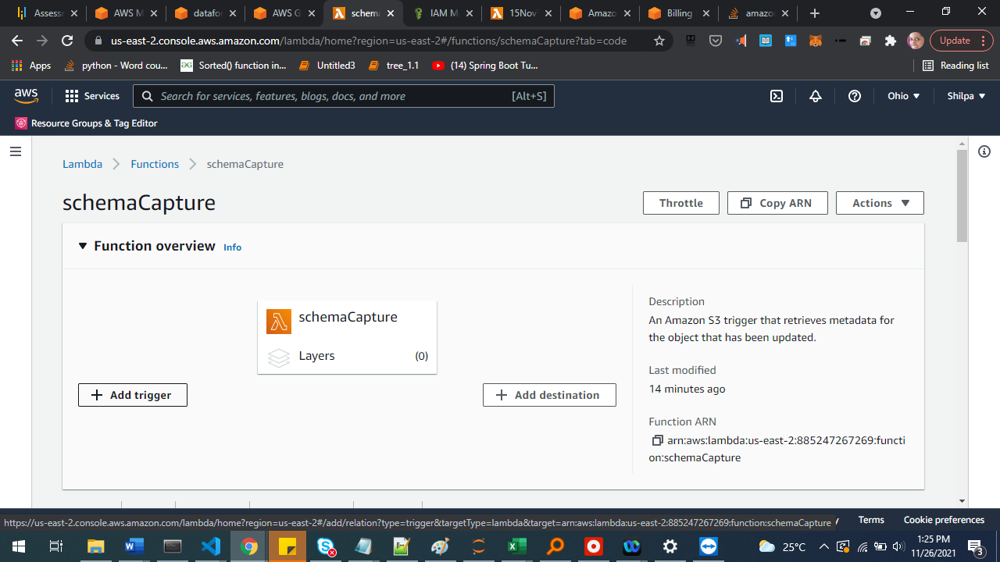 Assessm
AWS M
datafor
AWS G
schema
IAM M
15Nov
Amazo
Billing
amazon
us-east-2.console.aws.amazon.com/lambda/home?region=us-east-2#/functions/schemaCapture?tab=code
Update
Apps
python - Word cou...
Sorted() function in...
Untitled3
tree_1.1
(14) Spring Boot Tu...
Reading list
aws
Services
Search for services, features, blogs, docs, and more
[Alt+S]
Ohio
Shilpa
Resource Groups & Tag Editor
Lambda
Functions
schemaCapture
schemaCapture
Throttle
Copy ARN
Actions
Function overview
Info
schemaCapture
Layers
(0)
Add trigger
Add destination
Description
An Amazon S3 trigger that retrieves metadata for
the object that has been updated.
Last modified
14 minutes ago
Function ARN
arn:aws:lambda:us-east-2:885247267269:functi
on:schemaCapture
https://us-east-2.console.aws.amazon.com/lambda/home?region=us-east-2#/add/relation?type=trigger&targetType=lambda&target=arn:aws:lambda:us-east-2:885247267269:function:schemaCapture
Terms
Cookie preferences
25°C
1:25 PM
11/26/2021
3